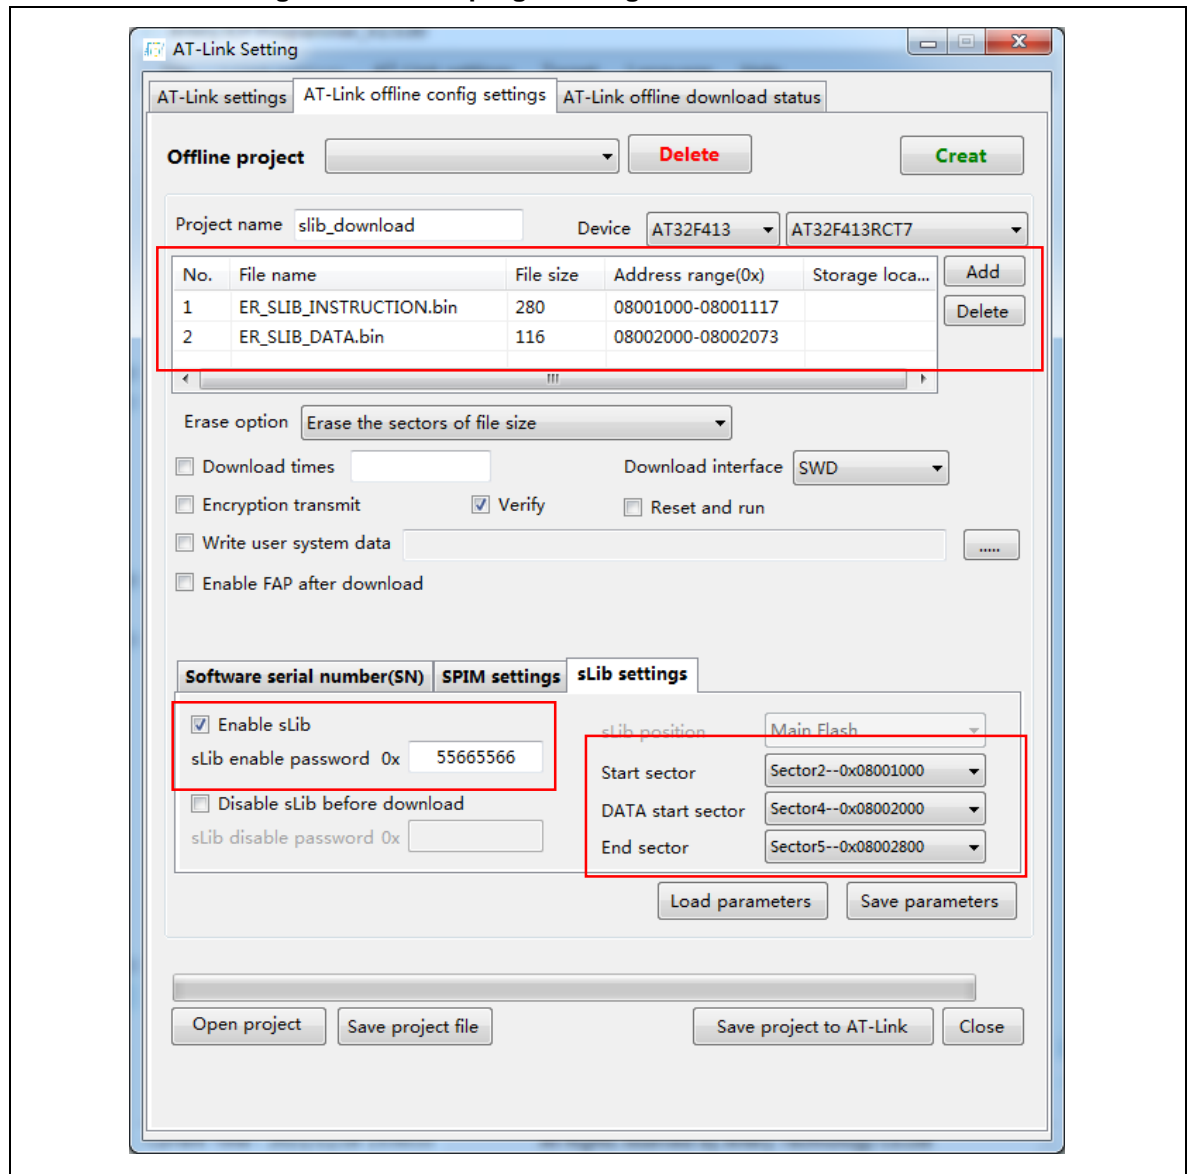 AT-Link Setting
AT-Link settings AT-Link offline config settings AT-Link offline download status
Offline project Delete Creat
Project name slib_download Device AT32F413 AT32F413RCT7
No. File name File size Address range(0x) Storage loca... Add
1 ER_SLIB_INSTRUCTION.bin 280 08001000-08001117 Delete
2 ER_SLIB_DATA.bin 116 08002000-08002073
Erase option Erase the sectors of file size
Download times Download interface SWD
Encryption transmit Verify Reset and run
Write user system data .....
Enable FAP after download
Software serial number(SN) SPIM settings sLib settings
Enable sLib sLib position Main Flash
sLib enable password 0x 55665566 Start sector Sector2--0x08001000
Disable sLib before download DATA start sector Sector4--0x08002000
sLib disable password 0x End sector Sector5--0x08002800
Load parameters Save parameters
Open project Save project file Save project to AT-Link Close